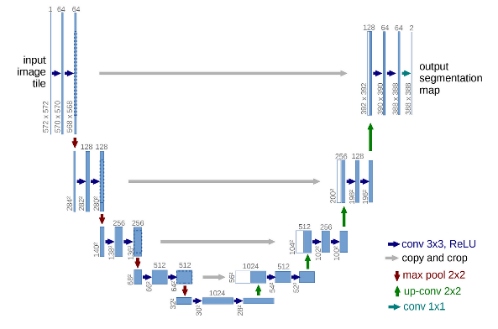 1 64 64
input
image
tile
572 x 572
570 x 570
568 x 568
128 64 64 2
output
segmentation
map
392 x 392
390 x 390
388 x 388
388 x 388
128 128
284²
282²
280²
256 128
200²
198²
196²
256 256
140²
138²
136²
512 256
104²
102²
100²
512 512
68²
66²
64²
1024 512
56²
54²
52²
1024
32²
30²
28²
conv 3x3, ReLU
copy and crop
max pool 2x2
up-conv 2x2
conv 1x1